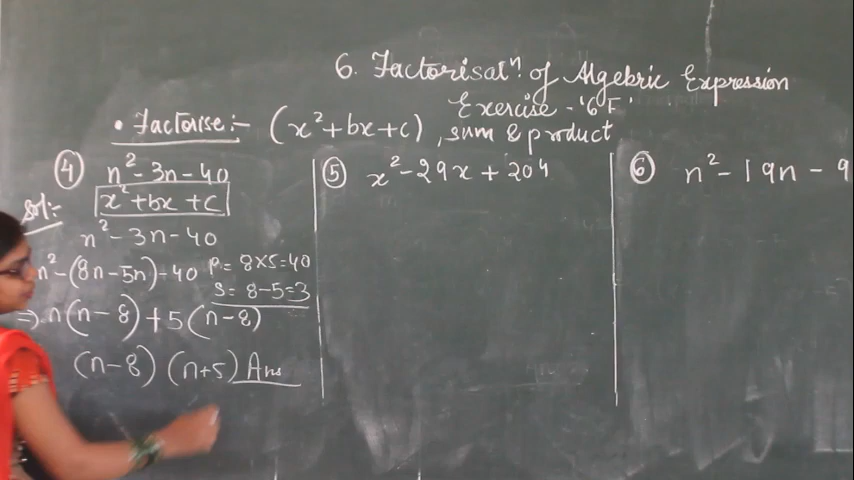 6. Factorisatⁿ. of Algebric Expression
Exercise - '6F'
• Factorise:- (x²+bx+c), sum & product
④ n²-3n-40
Sol:- x²+bx+c
n²-3n-40
n²-(8n-5n)-40 P= 8×5=40
S= 8-5=3
⇒ n(n-8)+5(n-8)
(n-8) (n+5) Ans
⑤ x²-29x+204
⑥ n²-19n-9